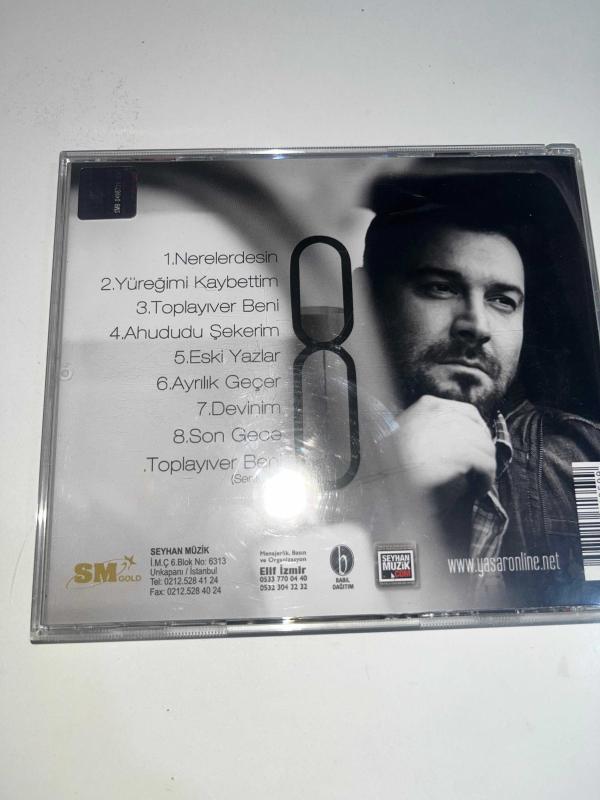 1.Nerelerdesin
2.Yüreğimi Kaybettim
3.Toplayıver Beni
4.Ahududu Şekerim
5.Eski Yazlar
6.Ayrılık Geçer
7.Devinim
8.Son Gece
.Toplayıver Beni
8
SM GOLD
SEYHAN MÜZİK
İ.M.Ç 6.Blok No: 6313
Unkapanı / İstanbul
Tel: 0212.528 41 24
Fax: 0212.528 40 24
Menajerlik, Basın
ve Organizasyon
Elif İzmir
0533 770 04 40
0532 304 32 32
b
BABIL
DAĞITIM
SEYHAN
MÜZİK
.COM
www.yasaronline.net